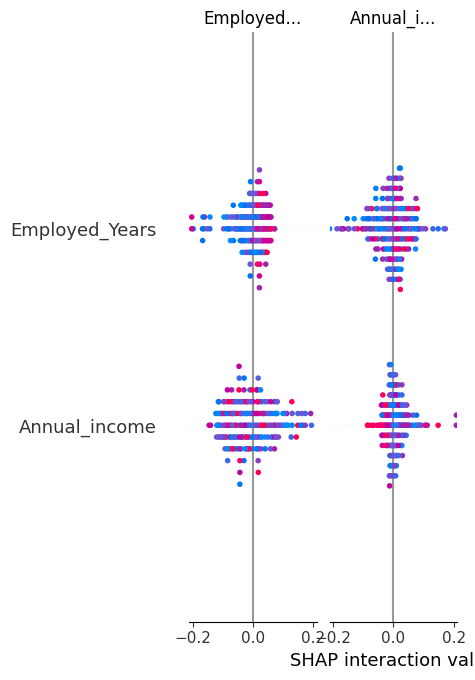 Employed... Annual_i...
Employed_Years
Annual_income
−0.2 0.0 0.2 −0.2 0.0 0.2
SHAP interaction val